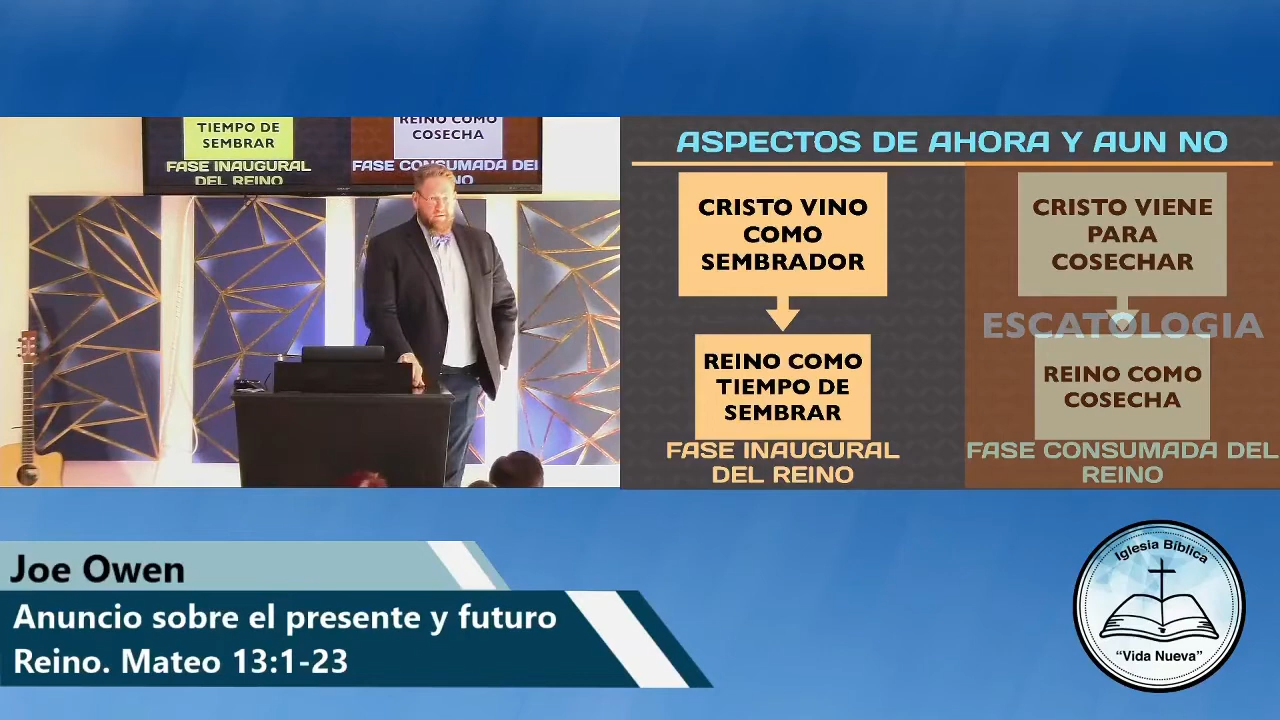 TIEMPO DE
SEMBRAR
FASE INAUGURAL
DEL REINO
REINO COMO
COSECHA
FASE CONSUMADA DEL
ASPECTOS DE AHORA Y AUN NO
CRISTO VINO
COMO
SEMBRADOR
REINO COMO
TIEMPO DE
SEMBRAR
FASE INAUGURAL
DEL REINO
CRISTO VIENE
PARA
COSECHAR
ESCATOLOGIA
REINO COMO
COSECHA
FASE CONSUMADA DEL
REINO
Joe Owen
Anuncio sobre el presente y futuro
Reino. Mateo 13:1-23
Iglesia Bíblica
“Vida Nueva”